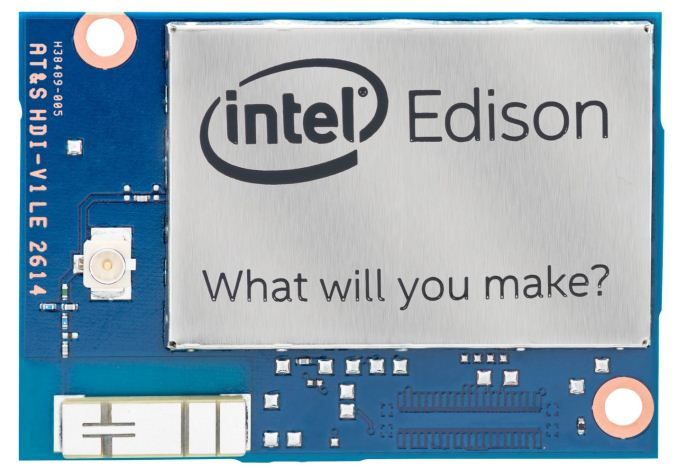 H38489-005
AT&S HDI-V1LE 2614
intel® Edison
What will you make?